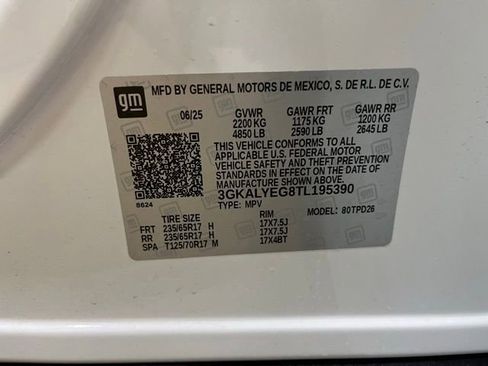 gm
MFD BY GENERAL MOTORS DE MEXICO, S. DE R.L. DE C.V.
06/25 GVWR GAWR FRT GAWR RR
2200 KG 1175 KG 1200 KG
4850 LB 2590 LB 2645 LB
THIS VEHICLE CONFORMS TO ALL
APPLICABLE U.S. FEDERAL MOTOR
VEHICLE SAFETY AND THEFT PREVENTION
STANDARDS IN EFFECT ON THE DATE OF
MANUFACTURE SHOWN ABOVE.
3GKALYEG8TL195390
6624 TYPE: MPV MODEL: 80TPD26
TIRE SIZE RIM
FRT 235/65R17 H 17X7.5J
RR 235/65R17 H 17X7.5J
SPA T125/70R17 M 17X4BT